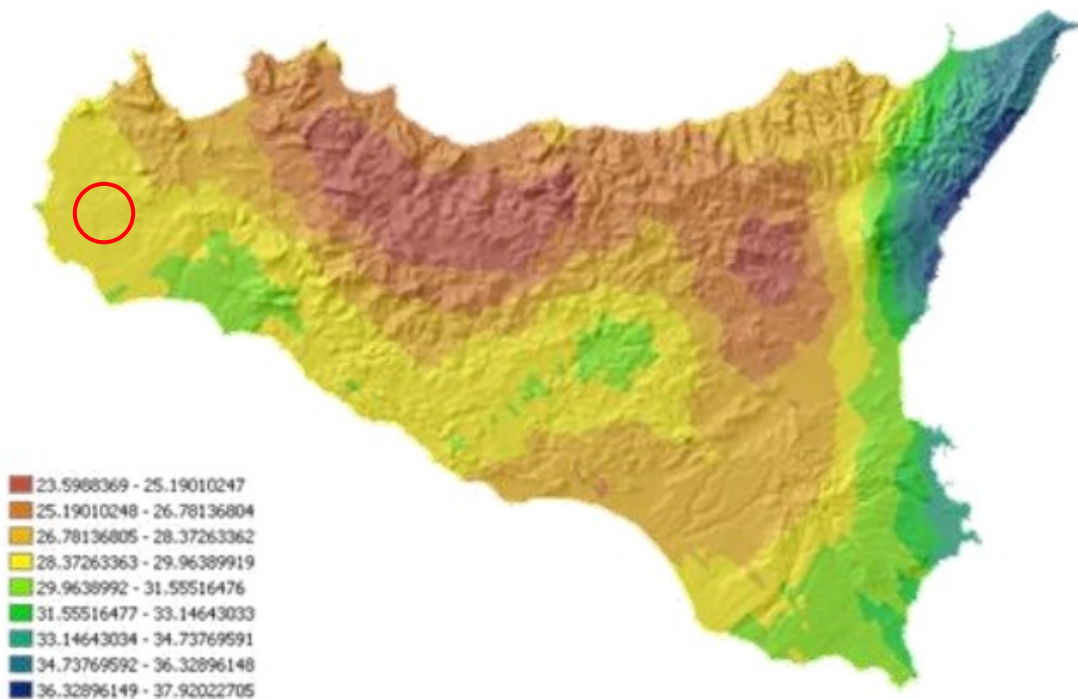 23.5988369 - 25.19010247
25.19010248 - 26.78136804
26.78136805 - 28.37263362
28.37263363 - 29.96389919
29.9638992 - 31.55516476
31.55516477 - 33.14643033
33.14643034 - 34.73769591
34.73769592 - 36.32896148
36.32896149 - 37.92022705